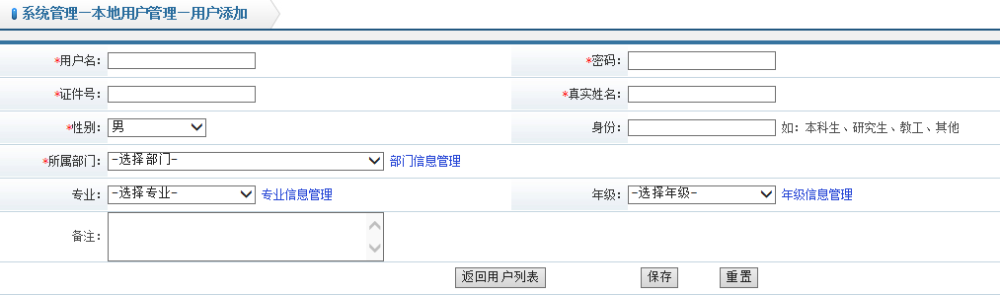 系统管理—本地用户管理—用户添加
*用户名: *密码:
*证件号: *真实姓名:
*性别: 男 身份: 如: 本科生、研究生、教工、其他
*所属部门: -选择部门- 部门信息管理
专业: -选择专业- 专业信息管理 年级: -选择年级- 年级信息管理
备注:
返回用户列表 保存 重置